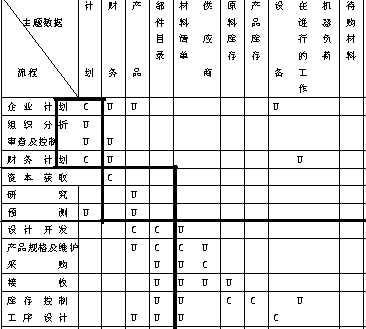 主题数据
流程
计划
财务
产品
部件目录
材料清单
供应商
原料库存
产品库存
设备
在进行的工作
机器负荷
待购材料
企业计划 C U U U
组织分析 U
审查及控制 U U
财务计划 C U U
资本获取 C
研究 U
预测 U U
设计开发 C C U
产品规格及维护 U C C U
采购 U U C
接收 U U U U
库存控制 U U C C U
工序设计 U U U C